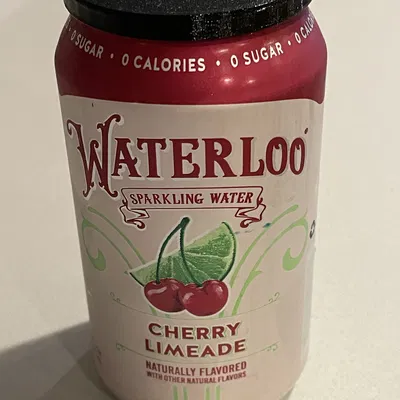 0 SUGAR • 0 CALORIES • 0 SUGAR •
WATERLOO
SPARKLING WATER
CHERRY
LIMEADE
NATURALLY FLAVORED
WITH OTHER NATURAL FLAVORS